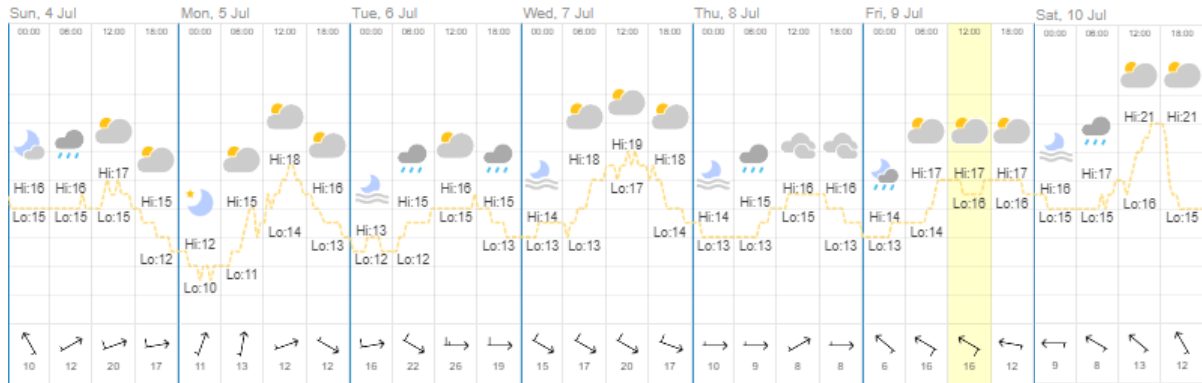 Sun, 4 Jul Mon, 5 Jul Tue, 6 Jul Wed, 7 Jul Thu, 8 Jul Fri, 9 Jul Sat, 10 Jul
00:00 06:00 12:00 18:00 00:00 06:00 12:00 18:00 00:00 06:00 12:00 18:00 00:00 06:00 12:00 18:00 00:00 06:00 12:00 18:00 00:00 06:00 12:00 18:00 00:00 06:00 12:00 18:00
Hi:16 Hi:16 Hi:17 Hi:15 Hi:12 Hi:15 Hi:18 Hi:16 Hi:13 Hi:15 Hi:16 Hi:15 Hi:14 Hi:18 Hi:19 Hi:18 Hi:14 Hi:15 Hi:16 Hi:16 Hi:14 Hi:17 Hi:17 Hi:17 Hi:16 Hi:17 Hi:21 Hi:21
Lo:15 Lo:15 Lo:15 Lo:12 Lo:10 Lo:11 Lo:14 Lo:13 Lo:12 Lo:12 Lo:15 Lo:13 Lo:13 Lo:13 Lo:17 Lo:14 Lo:13 Lo:13 Lo:15 Lo:13 Lo:13 Lo:14 Lo:16 Lo:16 Lo:15 Lo:15 Lo:16 Lo:15
10 12 20 17 11 13 12 12 16 22 26 19 15 17 20 17 10 9 8 8 6 16 16 12 9 8 13 12